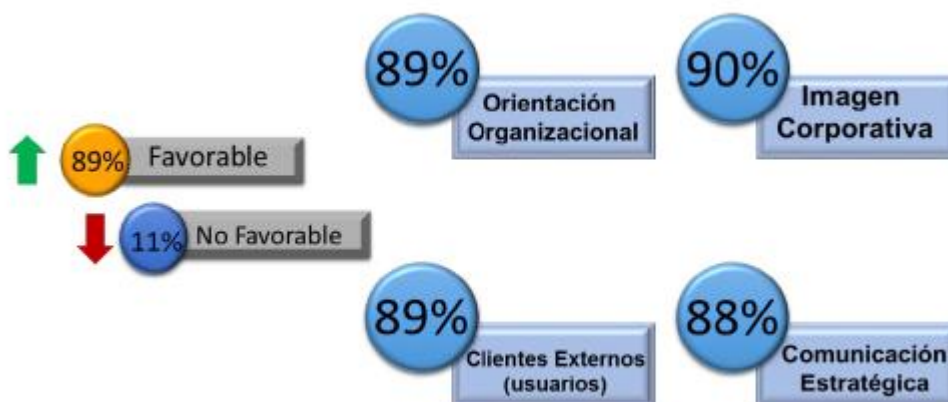 89%
Orientación
Organizacional
90%
Imagen
Corporativa
89% Favorable
11% No Favorable
89%
Clientes Externos
(usuarios)
88%
Comunicación
Estratégica